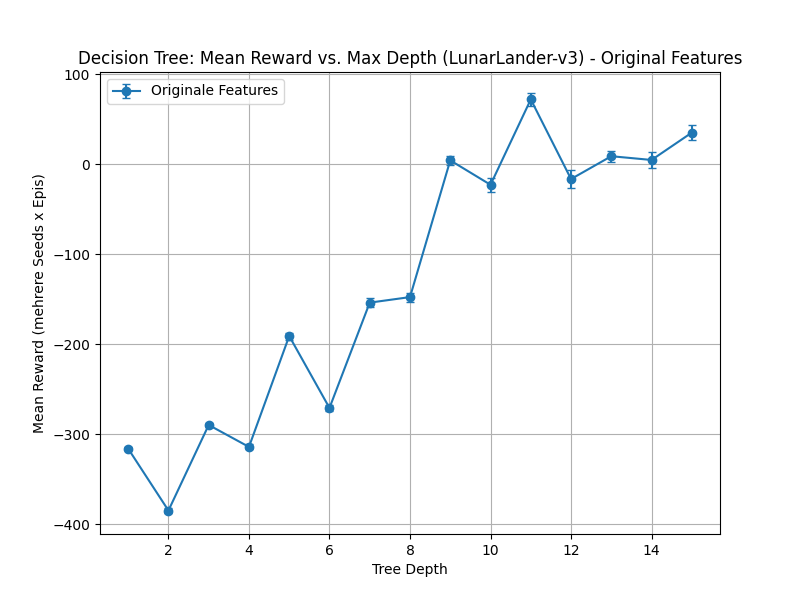 Decision Tree: Mean Reward vs. Max Depth (LunarLander-v3) - Original Features
Originale Features
Mean Reward (mehrere Seeds x Epis)
100
0
−100
−200
−300
−400
2 4 6 8 10 12 14
Tree Depth